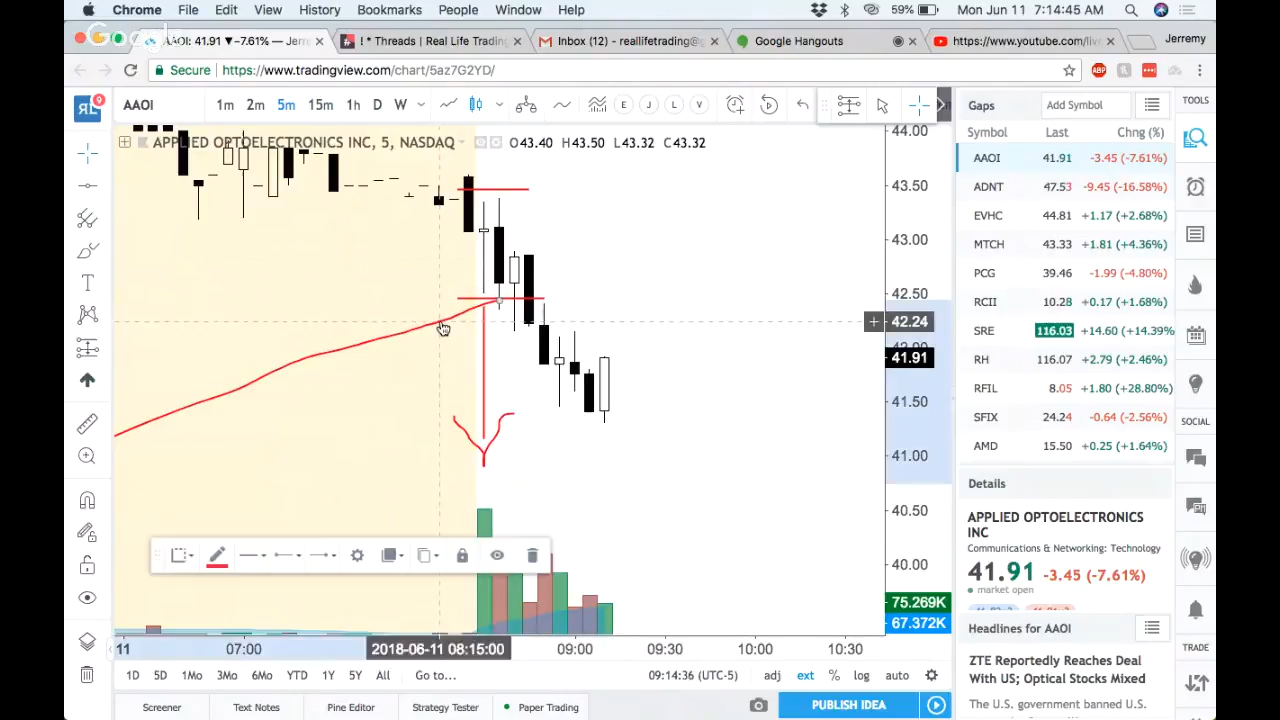 Chrome File Edit View History Bookmarks People Window Help 59% Mon Jun 11 7:14:45 AM
Google
AAOI: 41.91 ▼-7.61% — Jerr ! * Threads | Real Life Trading Inbox (12) - reallifetrading@g Google Hangouts https://www.youtube.com/live Jeremy
Secure https://www.tradingview.com/chart/5az7G2YD/ ABP
RL 9 AAOI 1m 2m 5m 15m 1h D W E J L V Gaps Add Symbol TOOLS
Symbol Last Chng (%)
APPLIED OPTOELECTRONICS INC, 5, NASDAQ O43.40 H43.50 L43.32 C43.32
AAOI 41.91 -3.45 (-7.61%)
ADNT 47.53 -9.45 (-16.58%)
EVHC 44.81 +1.17 (+2.68%)
MTCH 43.33 +1.81 (+4.36%)
PCG 39.46 -1.99 (-4.80%)
RCII 10.28 +0.17 (+1.68%)
SRE 116.03 +14.60 (+14.39%
RH 116.07 +2.79 (+2.46%)
RFIL 8.05 +1.80 (+28.80%)
SFIX 24.24 -0.64 (-2.56%)
AMD 15.50 +0.25 (+1.64%)
44.00
43.50
43.00
42.50
42.24
42.00
41.91
41.50
41.00
40.50
40.00
75.269K
67.372K
SOCIAL
Details
APPLIED OPTOELECTRONICS
INC
Communications & Networking: Technology
41.91 -3.45 (-7.61%)
market open
Headlines for AAOI
ZTE Reportedly Reaches Deal
With US; Optical Stocks Mixed
The U.S. government banned U.S.
TRADE
11 07:00 2018-06-11 08:15:00 09:00 09:30 10:00 10:30
1D 5D 1M 3M 6M YTD 1Y 5Y All Go to... 09:14:36 (UTC-5) adj ext % log auto
Screener Text Notes Pine Editor Strategy Tester Paper Trading PUBLISH IDEA